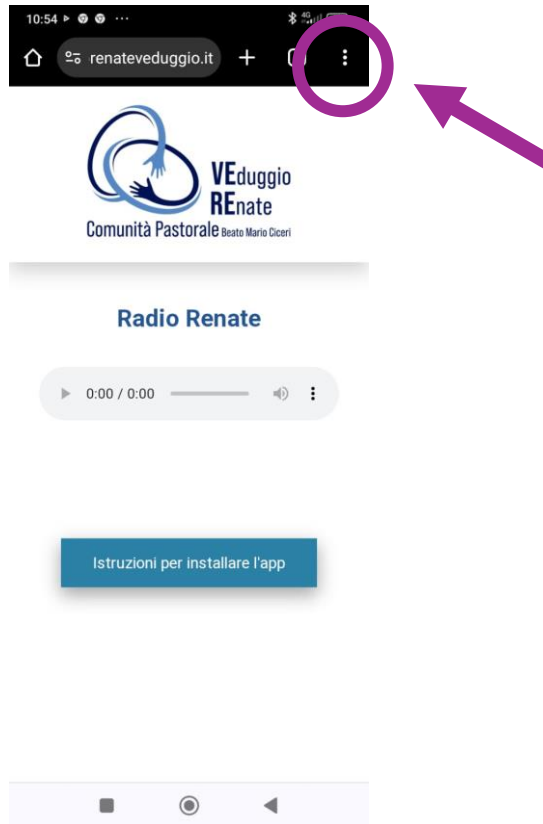 10:54
renateveduggio.it
VEduggio
REnate
Comunità Pastorale Beato Mario Ciceri
Radio Renate
0:00 / 0:00
Istruzioni per installare l'app